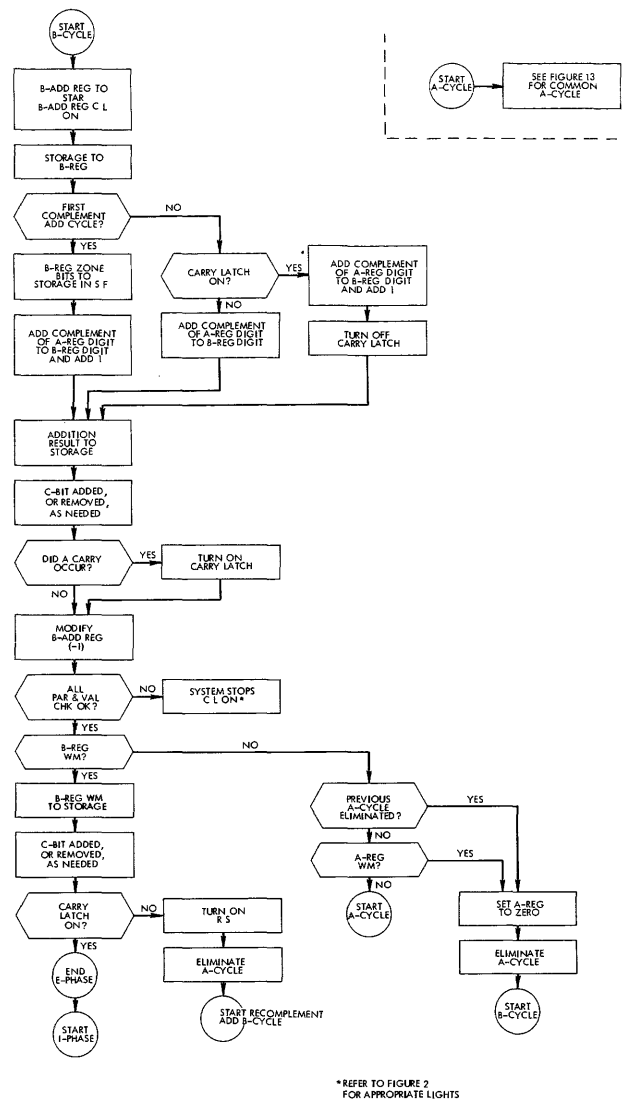 START
B-CYCLE
B-ADD REG TO
STAR
B-ADD REG C L
ON
STORAGE TO
B-REG
FIRST
COMPLEMENT
ADD CYCLE?
NO
YES
B-REG ZONE
BITS TO
STORAGE IN S F
ADD COMPLEMENT
OF A-REG DIGIT
TO B-REG DIGIT
AND ADD 1
CARRY LATCH
ON?
YES
NO
ADD COMPLEMENT
OF A-REG DIGIT
TO B-REG DIGIT
ADD COMPLEMENT
OF A-REG DIGIT
TO B-REG DIGIT
AND ADD 1
TURN OFF
CARRY LATCH
ADDITION
RESULT TO
STORAGE
C-BIT ADDED,
OR REMOVED,
AS NEEDED
DID A CARRY
OCCUR?
YES
NO
TURN ON
CARRY LATCH
MODIFY
B-ADD REG
(-1)
ALL
PAR & VAL
CHK OK?
NO
YES
SYSTEM STOPS
C L ON*
B-REG
WM?
NO
YES
B-REG WM
TO STORAGE
C-BIT ADDED,
OR REMOVED,
AS NEEDED
CARRY
LATCH
ON?
NO
YES
END
E-PHASE
START
I-PHASE
TURN ON
R S
ELIMINATE
A-CYCLE
START RECOMPLEMENT
ADD B-CYCLE
PREVIOUS
A-CYCLE
ELIMINATED?
YES
NO
A-REG
WM?
YES
NO
START
A-CYCLE
SET A-REG
TO ZERO
ELIMINATE
A-CYCLE
START
B-CYCLE
START
A-CYCLE
SEE FIGURE 13
FOR COMMON
A-CYCLE
*REFER TO FIGURE 2
FOR APPROPRIATE LIGHTS